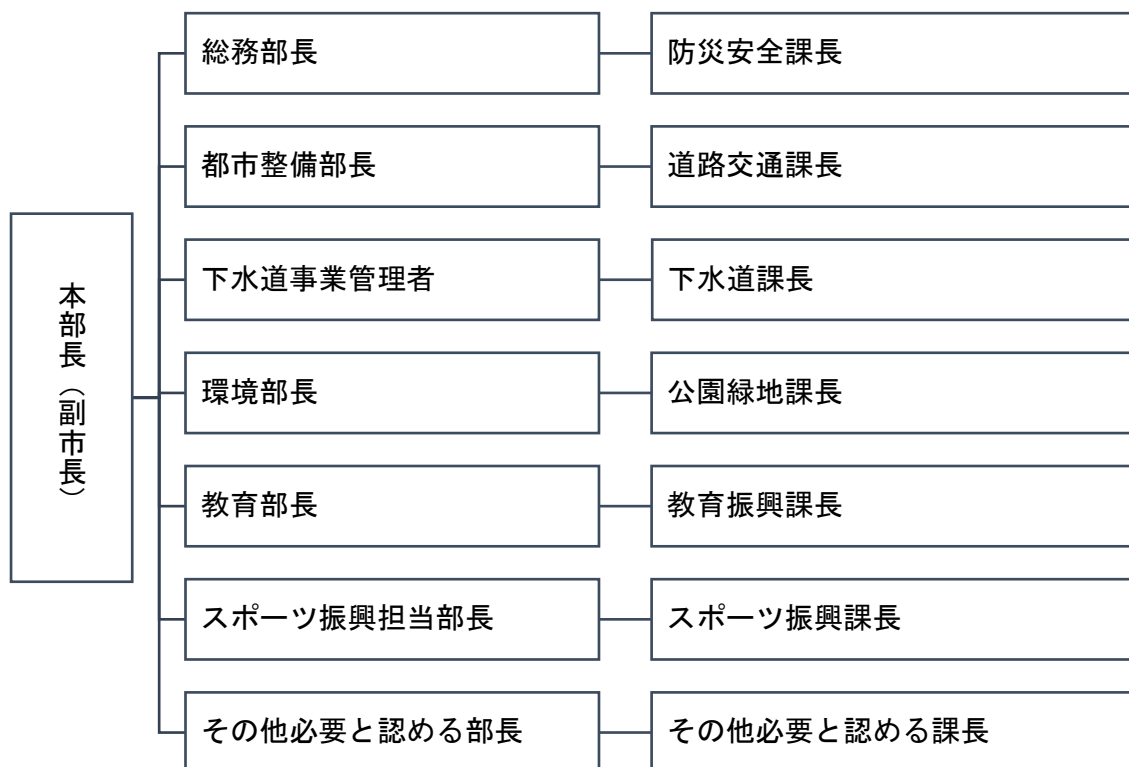 本部長（副市長）
総務部長
防災安全課長
都市整備部長
道路交通課長
下水道事業管理者
下水道課長
環境部長
公園緑地課長
教育部長
教育振興課長
スポーツ振興担当部長
スポーツ振興課長
その他必要と認める部長
その他必要と認める課長